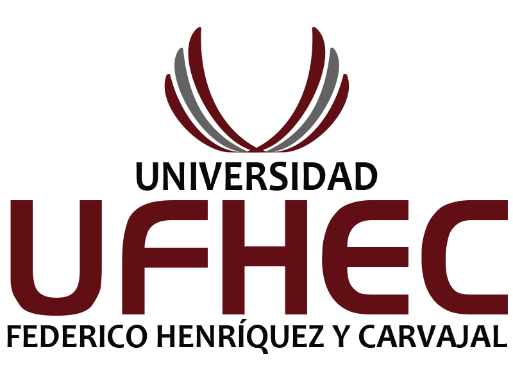 UNIVERSIDAD
UFHEC
FEDERICO HENRÍQUEZ Y CARVAJAL